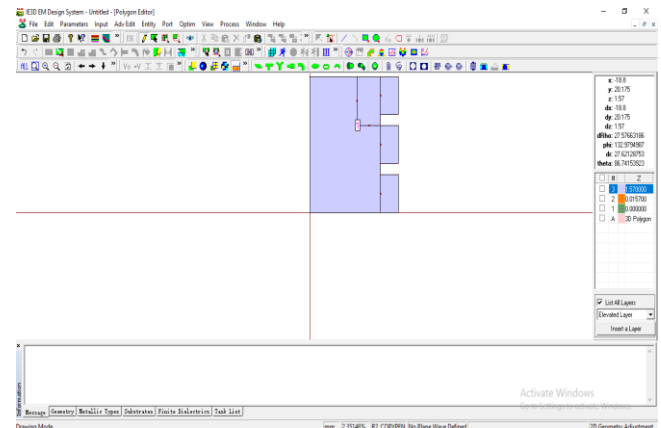 IE3D EM Design System - Untitled - [Polygon Editor]
File Edit Parameters Input Adv Edit Entity Port Optim View Process Window Help
x: -18.8
y: 20.175
z: 1.57
dx: -18.8
dy: 20.175
dz: 1.57
dRho: 27.57663186
phi: 132.9794987
dr: 27.62128753
theta: 86.74153923
Z
3 1.570000
2 0.015700
1 0.000000
A 3D Polygon
List All Layers
Elevated Layer
Insert a Layer
Information
Activate Windows
Go to Settings to activate Windows.
Message Geometry Metallic Types Substrates Finite Dielectrics Task List
Drawing Mode mm 2.35146% R2 COPYPEN No Plane Wave Defined 2D Geometry Adjustment